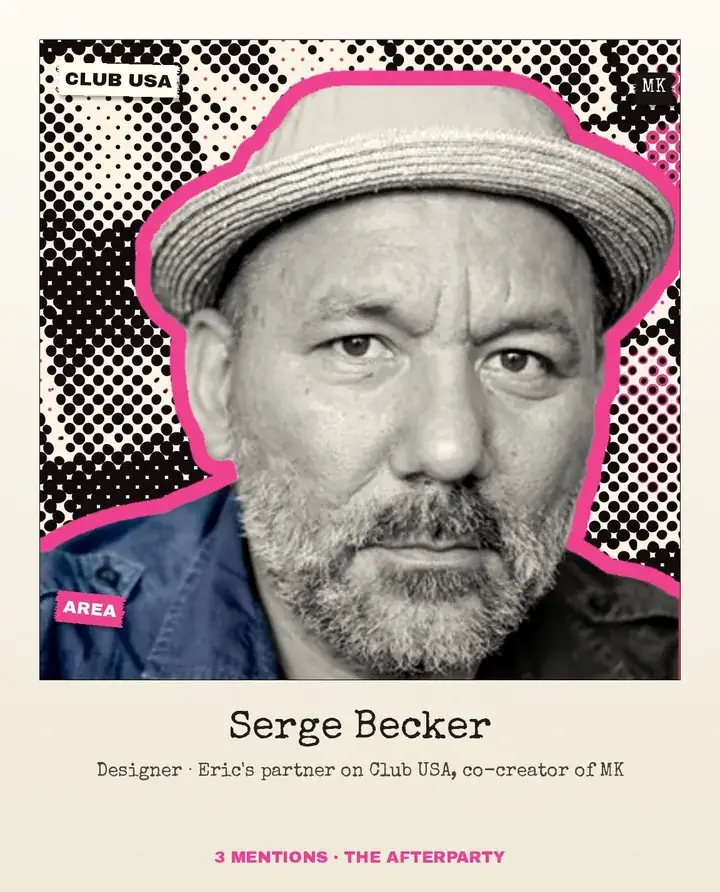 CLUB USA
MK
AREA
Serge Becker
Designer · Eric's partner on Club USA, co-creator of MK
3 MENTIONS · THE AFTERPARTY